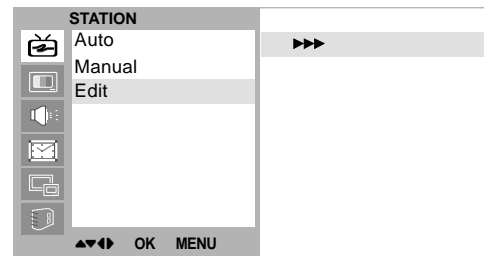 STATION
Auto
►►►
Manual
Edit
▲▼◄► OK MENU